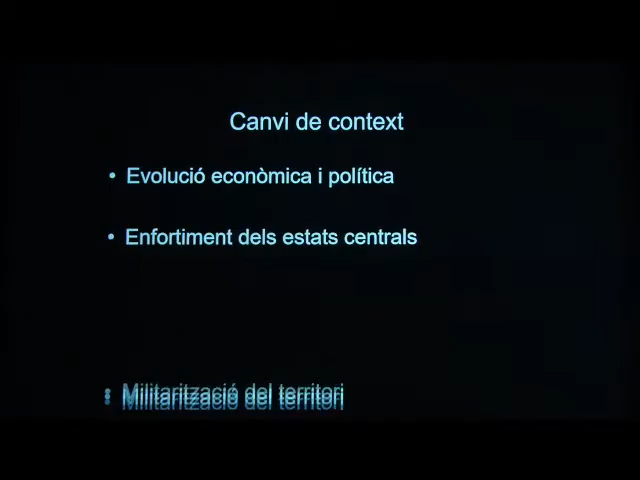 Canvi de context
• Evolució econòmica i política
• Enfortiment dels estats centrals
• Militarització del territori